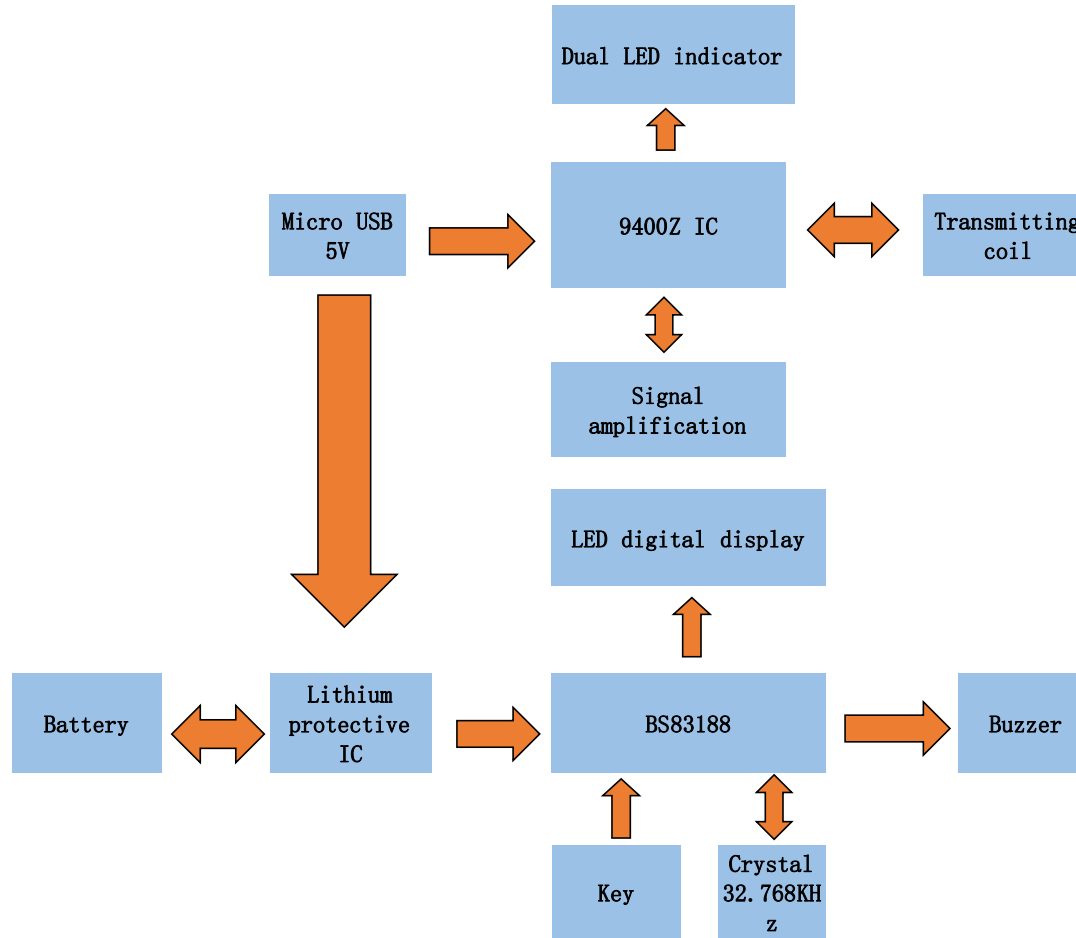 Dual LED indicator
Micro USB
5V
9400Z IC
Transmitting
coil
Signal
amplification
LED digital display
Battery
Lithium
protective
IC
BS83188
Buzzer
Key
Crystal
32.768KH
z